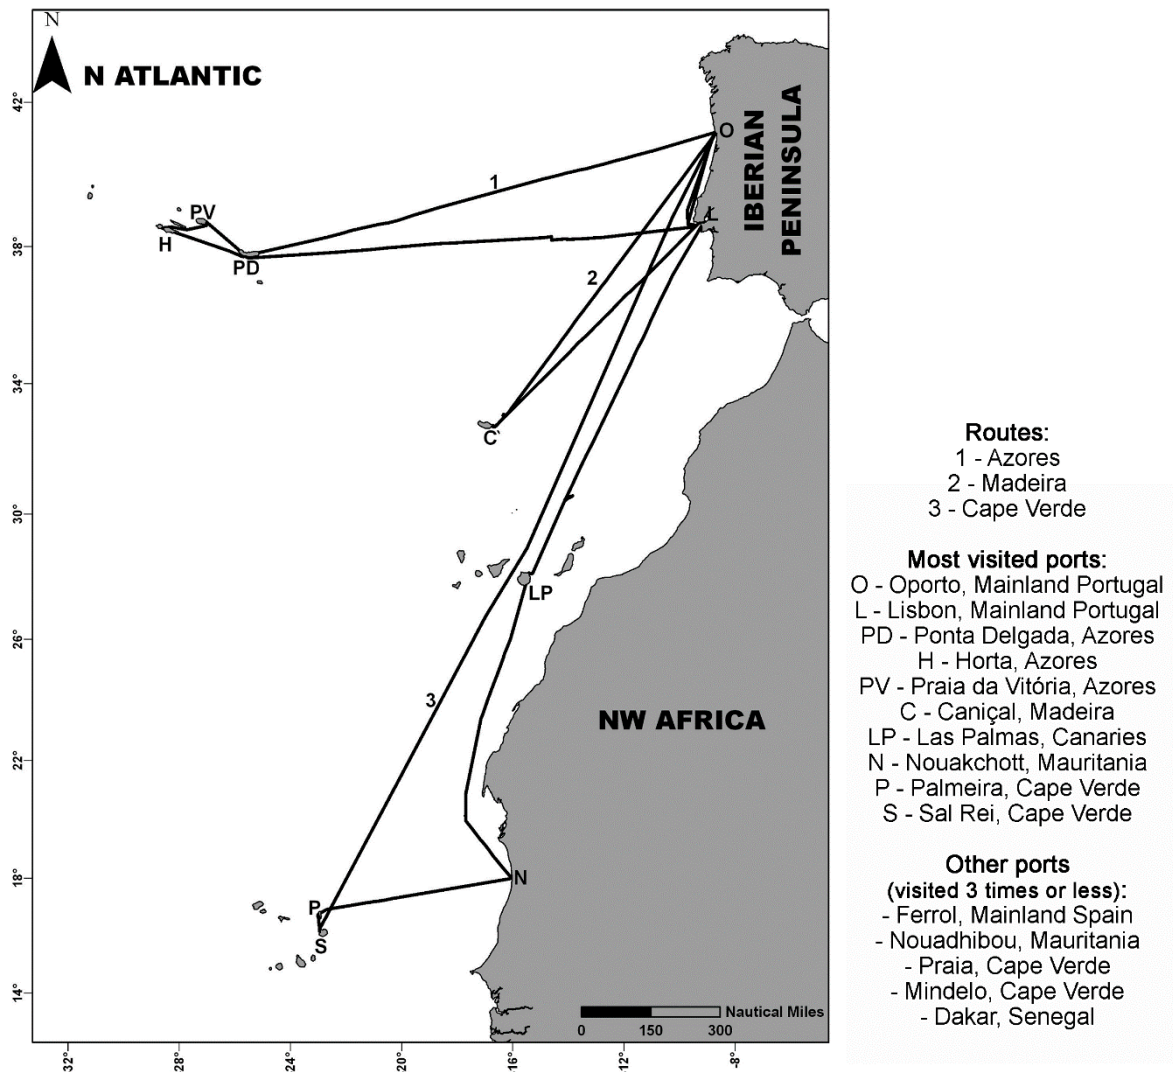 N
N ATLANTIC
42°
38°
34°
30°
26°
22°
18°
14°
-32°
-28°
-24°
-20°
-16°
-12°
-8°
O
1
PV
H
PD
L
2
C
LP
3
N
P
S
IBERIAN
PENINSULA
NW AFRICA
Nautical Miles
0 150 300
Routes:
1 - Azores
2 - Madeira
3 - Cape Verde
Most visited ports:
O - Oporto, Mainland Portugal
L - Lisbon, Mainland Portugal
PD - Ponta Delgada, Azores
H - Horta, Azores
PV - Praia da Vitória, Azores
C - Caniçal, Madeira
LP - Las Palmas, Canaries
N - Nouakchott, Mauritania
P - Palmeira, Cape Verde
S - Sal Rei, Cape Verde
Other ports
(visited 3 times or less):
- Ferrol, Mainland Spain
- Nouadhibou, Mauritania
- Praia, Cape Verde
- Mindelo, Cape Verde
- Dakar, Senegal